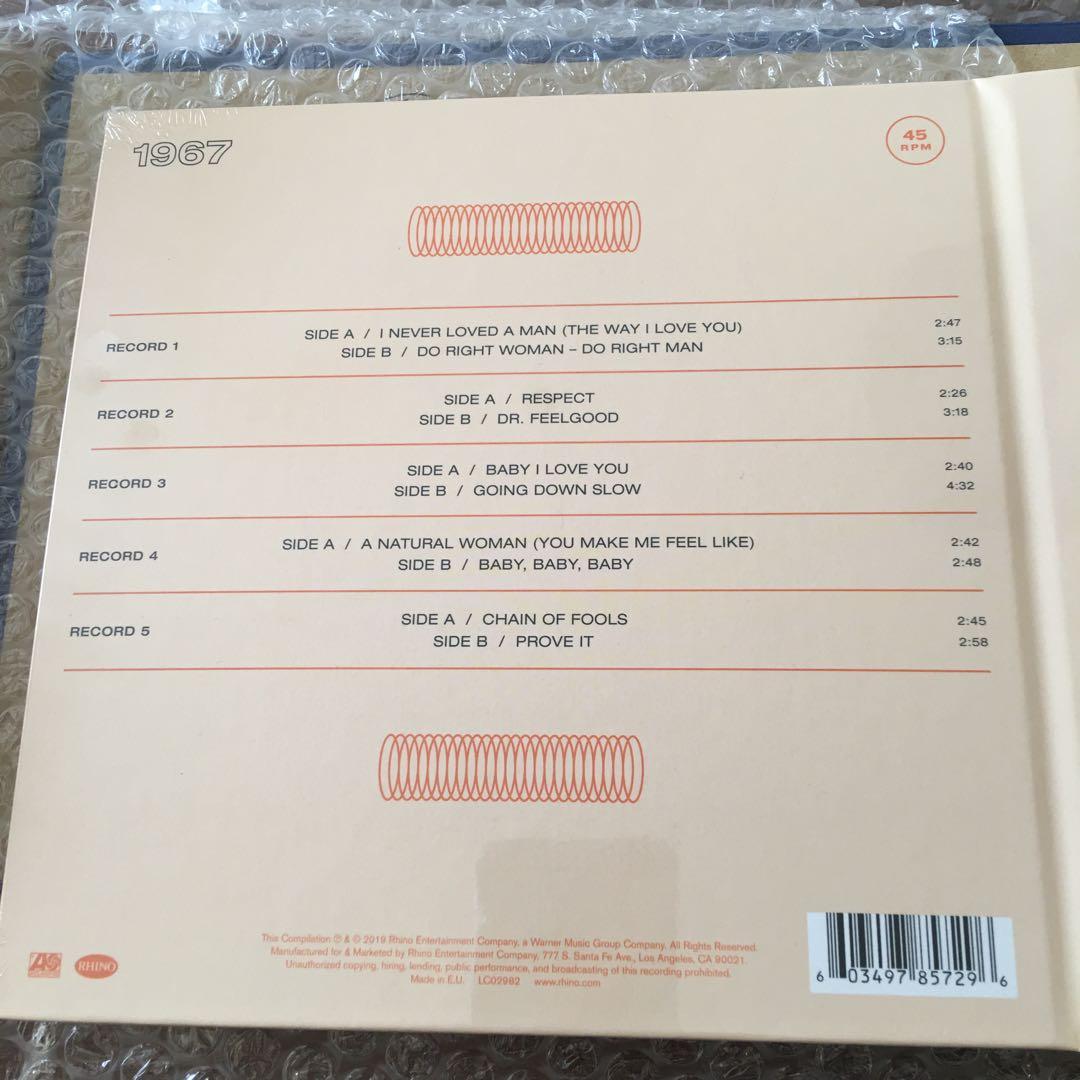 1967
45
RPM
RECORD 1
SIDE A / I NEVER LOVED A MAN (THE WAY I LOVE YOU) 2:47
SIDE B / DO RIGHT WOMAN – DO RIGHT MAN 3:15
RECORD 2
SIDE A / RESPECT 2:26
SIDE B / DR. FEELGOOD 3:18
RECORD 3
SIDE A / BABY I LOVE YOU 2:40
SIDE B / GOING DOWN SLOW 4:32
RECORD 4
SIDE A / A NATURAL WOMAN (YOU MAKE ME FEEL LIKE) 2:42
SIDE B / BABY, BABY, BABY 2:48
RECORD 5
SIDE A / CHAIN OF FOOLS 2:45
SIDE B / PROVE IT 2:58
This Compilation ℗ & © 2019 Rhino Entertainment Company, a Warner Music Group Company. All Rights Reserved.
Manufactured for & Marketed by Rhino Entertainment Company, 777 S. Santa Fe Ave., Los Angeles, CA 90021.
Unauthorized copying, hiring, lending, public performance, and broadcasting of this recording prohibited.
Made in E.U. LC02982 www.rhino.com
RHINO
6 03497 85729 6